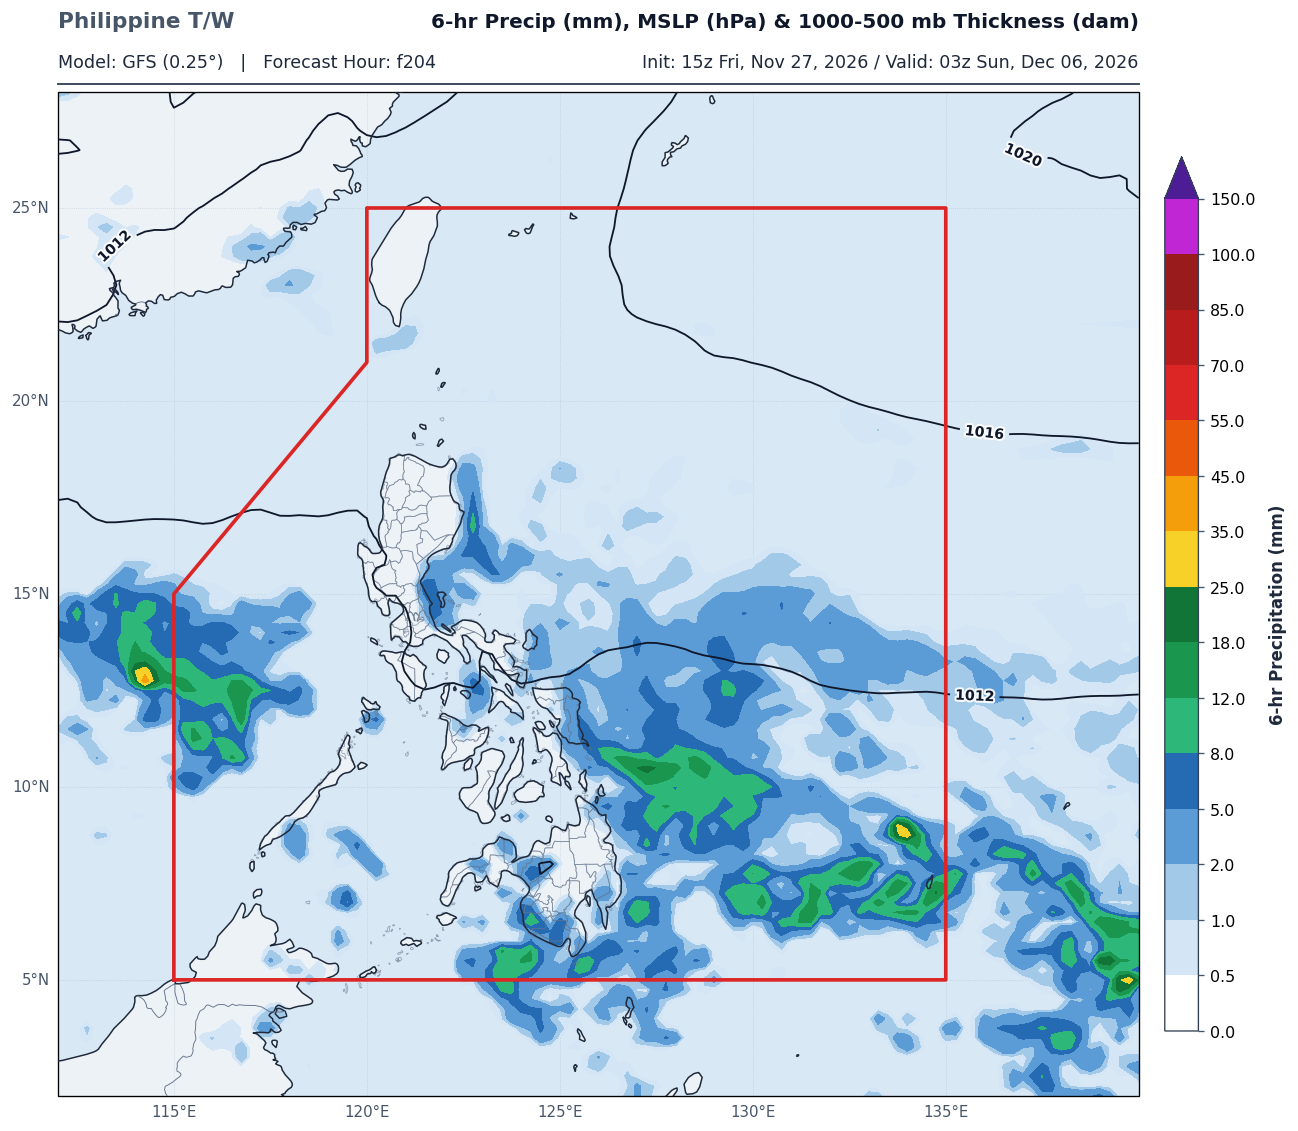 Philippine T/W
6-hr Precip (mm), MSLP (hPa) & 1000-500 mb Thickness (dam)
Model: GFS (0.25°) | Forecast Hour: f204
Init: 15z Fri, Nov 27, 2026 / Valid: 03z Sun, Dec 06, 2026
1020
1012
1016
1012
25°N
20°N
15°N
10°N
5°N
115°E
120°E
125°E
130°E
135°E
150.0
100.0
85.0
70.0
55.0
45.0
35.0
25.0
18.0
12.0
8.0
5.0
2.0
1.0
0.5
0.0
6-hr Precipitation (mm)